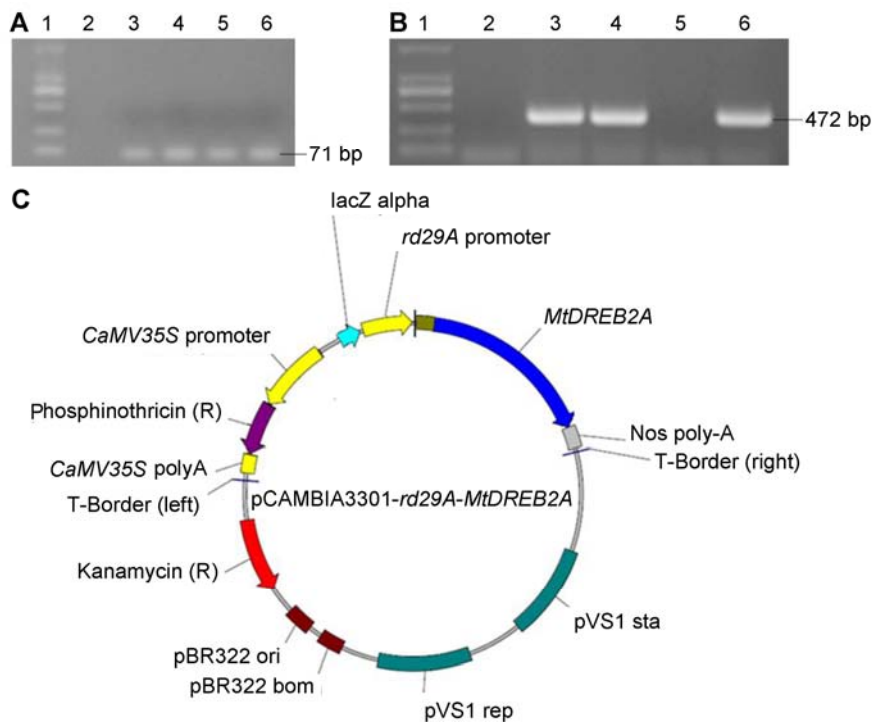 A 1 2 3 4 5 6
71 bp
B 1 2 3 4 5 6
472 bp
C
lacZ alpha
rd29A promoter
MtDREB2A
CaMV35S promoter
Phosphinothricin (R)
Nos poly-A
CaMV35S polyA
T-Border (right)
T-Border (left)
pCAMBIA3301-rd29A-MtDREB2A
Kanamycin (R)
pVS1 sta
pBR322 ori
pBR322 bom
pVS1 rep